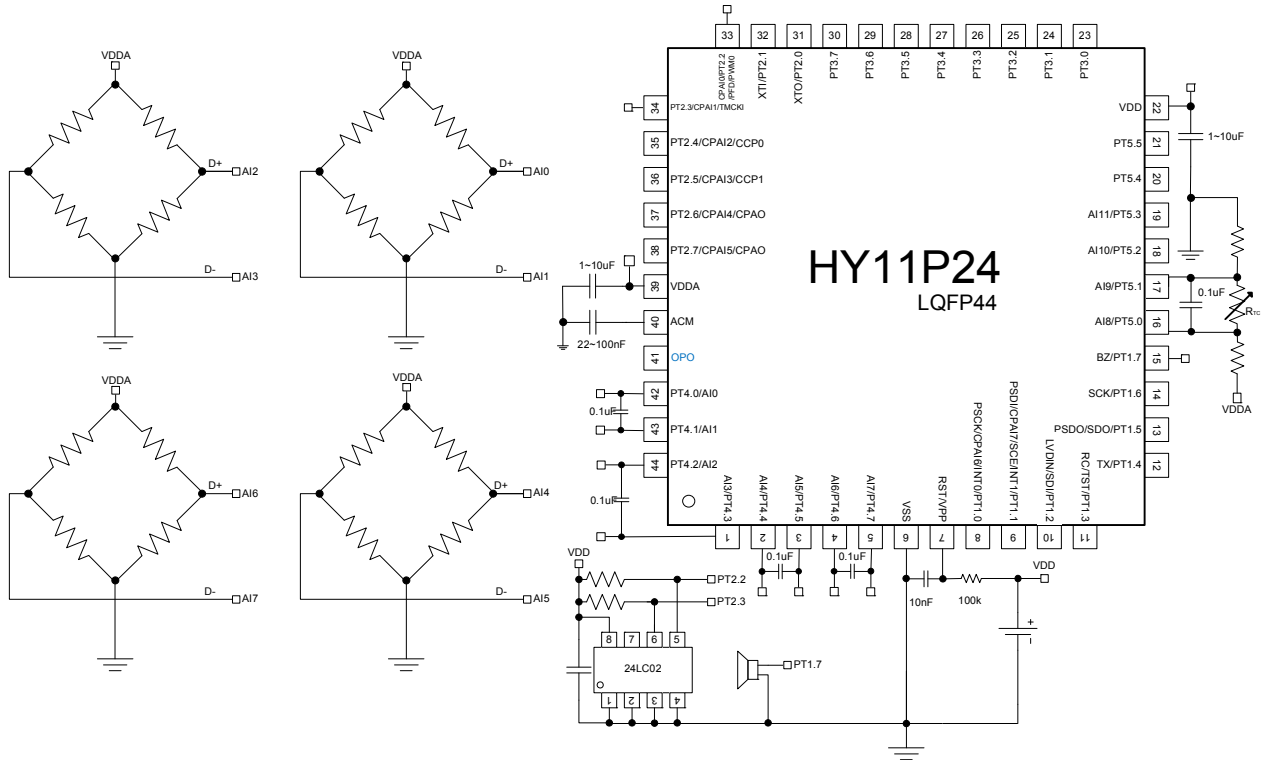 VDDA
D+
AI2
D-
AI3
VDDA
D+
AI0
D-
AI1
VDDA
D+
AI6
D-
AI7
VDDA
D+
AI4
D-
AI5
HY11P24
LQFP44
33
32
31
30
29
28
27
26
25
24
23
CPAI0/PT2.2
/PFD/PWM0
XTI/PT2.1
XTO/PT2.0
PT3.7
PT3.6
PT3.5
PT3.4
PT3.3
PT3.2
PT3.1
PT3.0
34 PT2.3/CPAI1/TMCKI
35 PT2.4/CPAI2/CCP0
36 PT2.5/CPAI3/CCP1
37 PT2.6/CPAI4/CPAO
38 PT2.7/CPAI5/CPAO
39 VDDA
40 ACM
41 OPO
42 PT4.0/AI0
43 PT4.1/AI1
44 PT4.2/AI2
1~10uF
22~100nF
0.1uF
0.1uF
VDD 22
PT5.5 21
PT5.4 20
AI11/PT5.3 19
AI10/PT5.2 18
AI9/PT5.1 17
AI8/PT5.0 16
BZ/PT1.7 15
SCK/PT1.6 14
PSDO/SDO/PT1.5 13
TX/PT1.4 12
1~10uF
0.1uF
RTC
VDDA
AI3/PT4.3
AI4/PT4.4
AI5/PT4.5
AI6/PT4.6
AI7/PT4.7
VSS
RST/VPP
PSCK/CPAI6/INT0/PT1.0
PSDI/CPAI7/SCE/INT1/PT1.1
LVDIN/SDI/PT1.2
RC/TST/PT1.3
1
2
3
4
5
6
7
8
9
10
11
0.1uF
0.1uF
10nF
100k
VDD
+
-
VDD
PT2.2
PT2.3
8
7
6
5
24LC02
1
2
3
4
PT1.7